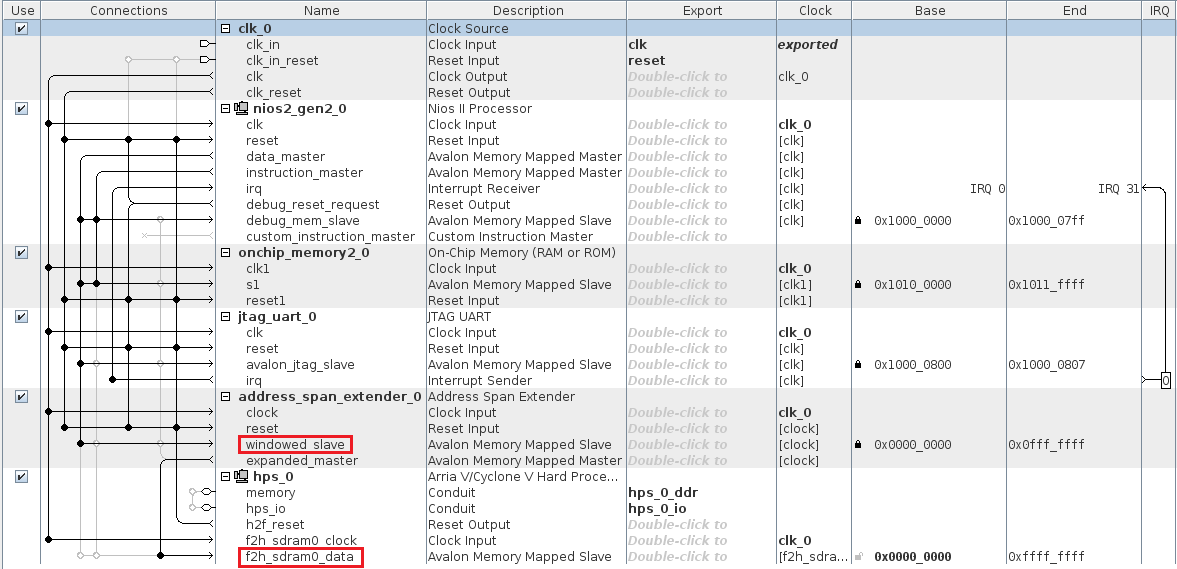 Use Connections Name Description Export Clock Base End IRQ
clk_0 Clock Source
clk_in Clock Input clk exported
clk_in_reset Reset Input reset
clk Clock Output Double-click to clk_0
clk_reset Reset Output Double-click to
nios2_gen2_0 Nios II Processor
clk Clock Input Double-click to clk_0
reset Reset Input Double-click to [clk]
data_master Avalon Memory Mapped Master Double-click to [clk]
instruction_master Avalon Memory Mapped Master Double-click to [clk]
irq Interrupt Receiver Double-click to [clk] IRQ 0 IRQ 31
debug_reset_request Reset Output Double-click to [clk]
debug_mem_slave Avalon Memory Mapped Slave Double-click to [clk] 0x1000_0000 0x1000_07ff
custom_instruction_master Custom Instruction Master Double-click to
onchip_memory2_0 On-Chip Memory (RAM or ROM)
clk1 Clock Input Double-click to clk_0
s1 Avalon Memory Mapped Slave Double-click to [clk1] 0x1010_0000 0x1011_ffff
reset1 Reset Input Double-click to [clk1]
jtag_uart_0 JTAG UART
clk Clock Input Double-click to clk_0
reset Reset Input Double-click to [clk]
avalon_jtag_slave Avalon Memory Mapped Slave Double-click to [clk] 0x1000_0800 0x1000_0807
irq Interrupt Sender Double-click to [clk] 0
address_span_extender_0 Address Span Extender
clock Clock Input Double-click to clk_0
reset Reset Input Double-click to [clock]
windowed_slave Avalon Memory Mapped Slave Double-click to [clock] 0x0000_0000 0x0fff_ffff
expanded_master Avalon Memory Mapped Master Double-click to [clock]
hps_0 Arria V/Cyclone V Hard Proce...
memory Conduit hps_0_ddr
hps_io Conduit hps_0_io
h2f_reset Reset Output Double-click to
f2h_sdram0_clock Clock Input Double-click to clk_0
f2h_sdram0_data Avalon Memory Mapped Slave Double-click to [f2h_sdra... 0x0000_0000 0xffff_ffff